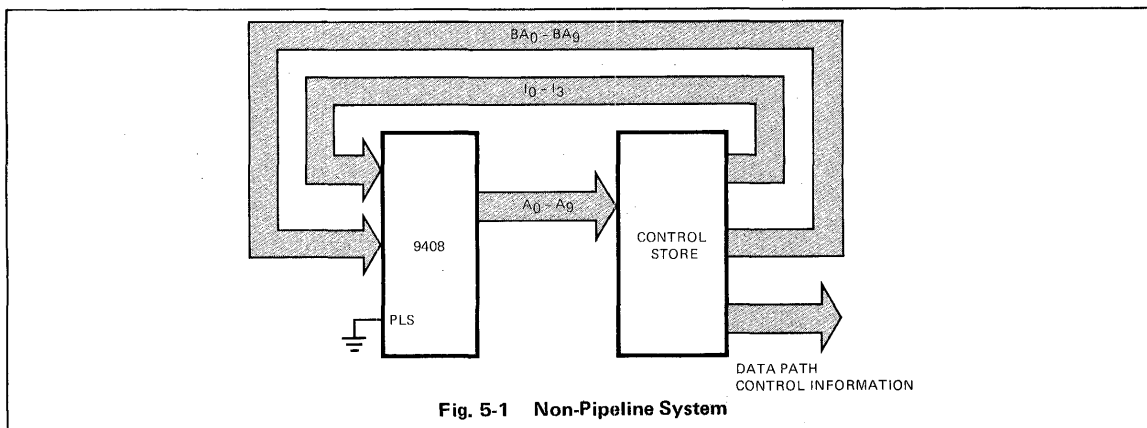 BA₀ - BA₉
I₀ - I₃
A₀ - A₉
9408
CONTROL
STORE
PLS
DATA PATH
CONTROL INFORMATION
Fig. 5-1 Non-Pipeline System